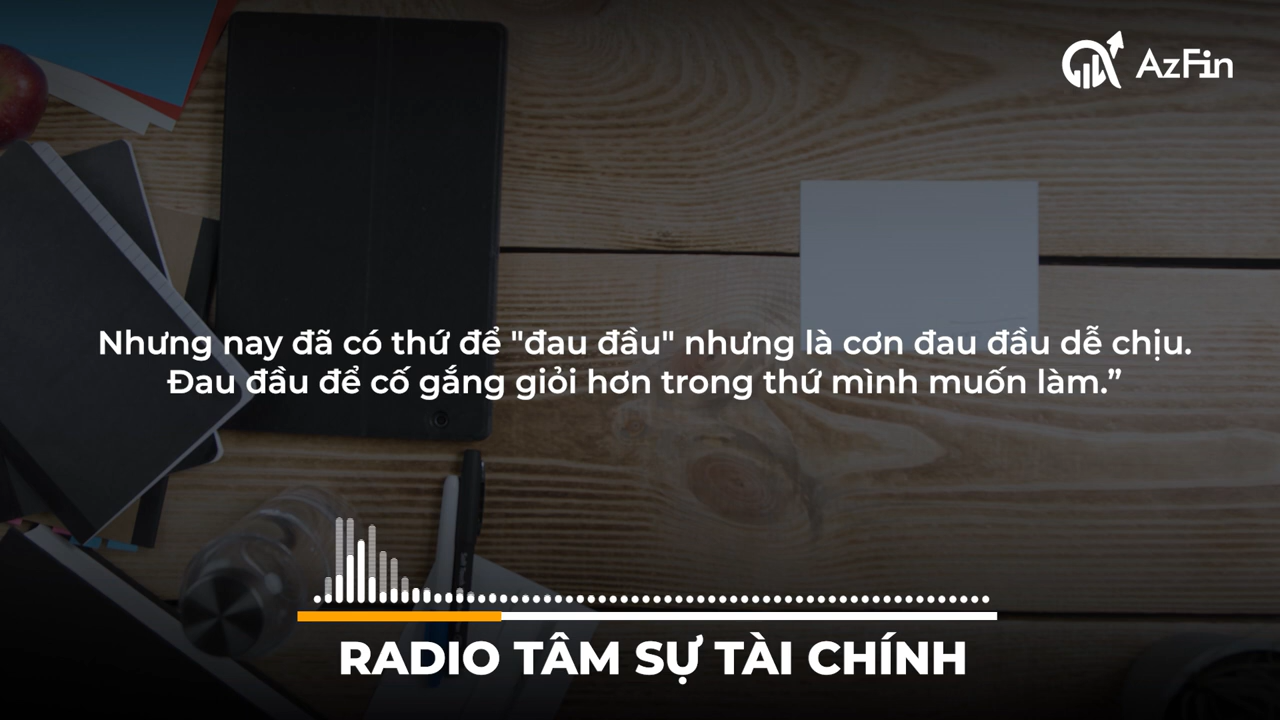 AzFin
Nhưng nay đã có thứ để "đau đầu" nhưng là cơn đau đầu dễ chịu.
Đau đầu để cố gắng giỏi hơn trong thứ mình muốn làm.”
RADIO TÂM SỰ TÀI CHÍNH